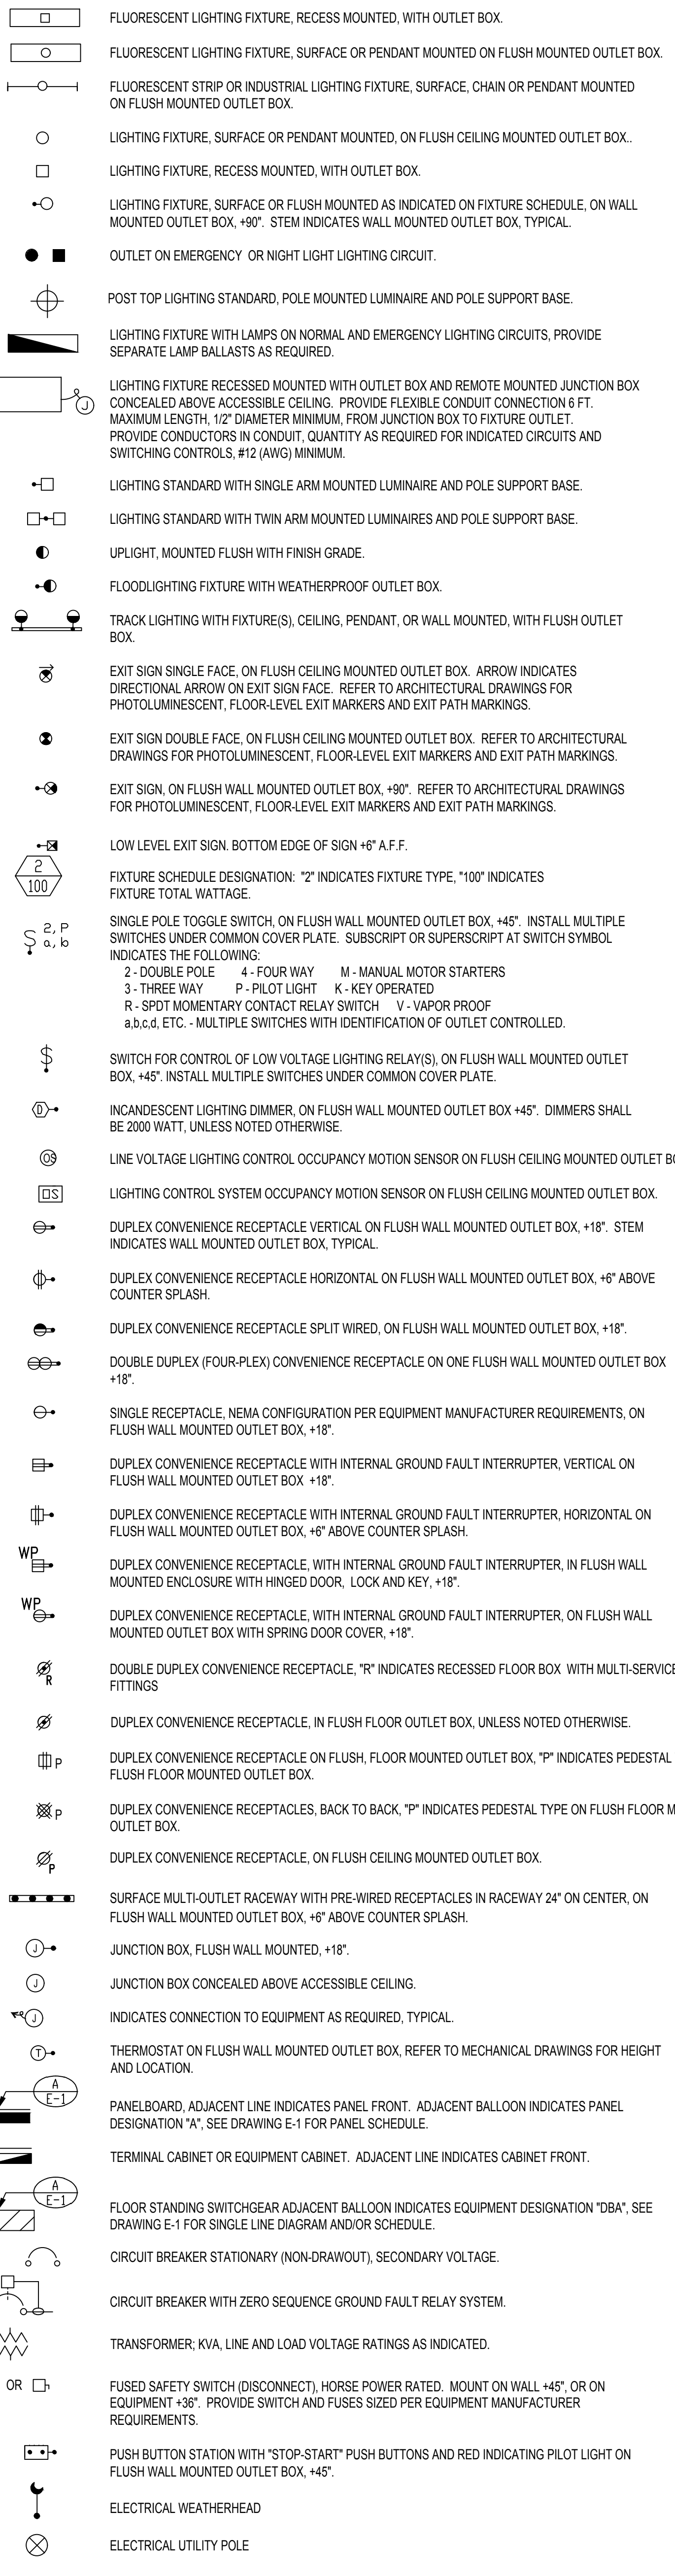 FLUORESCENT LIGHTING FIXTURE, RECESS MOUNTED, WITH OUTLET BOX.
FLUORESCENT LIGHTING FIXTURE, SURFACE OR PENDANT MOUNTED ON FLUSH MOUNTED OUTLET BOX.
FLUORESCENT STRIP OR INDUSTRIAL LIGHTING FIXTURE, SURFACE, CHAIN OR PENDANT MOUNTED
ON FLUSH MOUNTED OUTLET BOX.
LIGHTING FIXTURE, SURFACE OR PENDANT MOUNTED, ON FLUSH CEILING MOUNTED OUTLET BOX..
LIGHTING FIXTURE, RECESS MOUNTED, WITH OUTLET BOX.
LIGHTING FIXTURE, SURFACE OR FLUSH MOUNTED AS INDICATED ON FIXTURE SCHEDULE, ON WALL
MOUNTED OUTLET BOX, +90". STEM INDICATES WALL MOUNTED OUTLET BOX, TYPICAL.
OUTLET ON EMERGENCY OR NIGHT LIGHT LIGHTING CIRCUIT.
POST TOP LIGHTING STANDARD, POLE MOUNTED LUMINAIRE AND POLE SUPPORT BASE.
LIGHTING FIXTURE WITH LAMPS ON NORMAL AND EMERGENCY LIGHTING CIRCUITS, PROVIDE
SEPARATE LAMP BALLASTS AS REQUIRED.
J
LIGHTING FIXTURE RECESSED MOUNTED WITH OUTLET BOX AND REMOTE MOUNTED JUNCTION BOX
CONCEALED ABOVE ACCESSIBLE CEILING. PROVIDE FLEXIBLE CONDUIT CONNECTION 6 FT.
MAXIMUM LENGTH, 1/2" DIAMETER MINIMUM, FROM JUNCTION BOX TO FIXTURE OUTLET.
PROVIDE CONDUCTORS IN CONDUIT, QUANTITY AS REQUIRED FOR INDICATED CIRCUITS AND
SWITCHING CONTROLS, #12 (AWG) MINIMUM.
LIGHTING STANDARD WITH SINGLE ARM MOUNTED LUMINAIRE AND POLE SUPPORT BASE.
LIGHTING STANDARD WITH TWIN ARM MOUNTED LUMINAIRES AND POLE SUPPORT BASE.
UPLIGHT, MOUNTED FLUSH WITH FINISH GRADE.
FLOODLIGHTING FIXTURE WITH WEATHERPROOF OUTLET BOX.
TRACK LIGHTING WITH FIXTURE(S), CEILING, PENDANT, OR WALL MOUNTED, WITH FLUSH OUTLET
BOX.
EXIT SIGN SINGLE FACE, ON FLUSH CEILING MOUNTED OUTLET BOX. ARROW INDICATES
DIRECTIONAL ARROW ON EXIT SIGN FACE. REFER TO ARCHITECTURAL DRAWINGS FOR
PHOTOLUMINESCENT, FLOOR-LEVEL EXIT MARKERS AND EXIT PATH MARKINGS.
EXIT SIGN DOUBLE FACE, ON FLUSH CEILING MOUNTED OUTLET BOX. REFER TO ARCHITECTURAL
DRAWINGS FOR PHOTOLUMINESCENT, FLOOR-LEVEL EXIT MARKERS AND EXIT PATH MARKINGS.
EXIT SIGN, ON FLUSH WALL MOUNTED OUTLET BOX, +90". REFER TO ARCHITECTURAL DRAWINGS
FOR PHOTOLUMINESCENT, FLOOR-LEVEL EXIT MARKERS AND EXIT PATH MARKINGS.
LOW LEVEL EXIT SIGN. BOTTOM EDGE OF SIGN +6" A.F.F.
2
100
FIXTURE SCHEDULE DESIGNATION: "2" INDICATES FIXTURE TYPE, "100" INDICATES
FIXTURE TOTAL WATTAGE.
S 2, P
a, b
SINGLE POLE TOGGLE SWITCH, ON FLUSH WALL MOUNTED OUTLET BOX, +45". INSTALL MULTIPLE
SWITCHES UNDER COMMON COVER PLATE. SUBSCRIPT OR SUPERSCRIPT AT SWITCH SYMBOL
INDICATES THE FOLLOWING:
2 - DOUBLE POLE 4 - FOUR WAY M - MANUAL MOTOR STARTERS
3 - THREE WAY P - PILOT LIGHT K - KEY OPERATED
R - SPDT MOMENTARY CONTACT RELAY SWITCH V - VAPOR PROOF
a,b,c,d, ETC. - MULTIPLE SWITCHES WITH IDENTIFICATION OF OUTLET CONTROLLED.
SWITCH FOR CONTROL OF LOW VOLTAGE LIGHTING RELAY(S), ON FLUSH WALL MOUNTED OUTLET
BOX, +45". INSTALL MULTIPLE SWITCHES UNDER COMMON COVER PLATE.
D
INCANDESCENT LIGHTING DIMMER, ON FLUSH WALL MOUNTED OUTLET BOX +45". DIMMERS SHALL
BE 2000 WATT, UNLESS NOTED OTHERWISE.
OS
LINE VOLTAGE LIGHTING CONTROL OCCUPANCY MOTION SENSOR ON FLUSH CEILING MOUNTED OUTLET BO
OS
LIGHTING CONTROL SYSTEM OCCUPANCY MOTION SENSOR ON FLUSH CEILING MOUNTED OUTLET BOX.
DUPLEX CONVENIENCE RECEPTACLE VERTICAL ON FLUSH WALL MOUNTED OUTLET BOX, +18". STEM
INDICATES WALL MOUNTED OUTLET BOX, TYPICAL.
DUPLEX CONVENIENCE RECEPTACLE HORIZONTAL ON FLUSH WALL MOUNTED OUTLET BOX, +6" ABOVE
COUNTER SPLASH.
DUPLEX CONVENIENCE RECEPTACLE SPLIT WIRED, ON FLUSH WALL MOUNTED OUTLET BOX, +18".
DOUBLE DUPLEX (FOUR-PLEX) CONVENIENCE RECEPTACLE ON ONE FLUSH WALL MOUNTED OUTLET BOX
+18".
SINGLE RECEPTACLE, NEMA CONFIGURATION PER EQUIPMENT MANUFACTURER REQUIREMENTS, ON
FLUSH WALL MOUNTED OUTLET BOX, +18".
DUPLEX CONVENIENCE RECEPTACLE WITH INTERNAL GROUND FAULT INTERRUPTER, VERTICAL ON
FLUSH WALL MOUNTED OUTLET BOX +18".
DUPLEX CONVENIENCE RECEPTACLE WITH INTERNAL GROUND FAULT INTERRUPTER, HORIZONTAL ON
FLUSH WALL MOUNTED OUTLET BOX, +6" ABOVE COUNTER SPLASH.
WP
DUPLEX CONVENIENCE RECEPTACLE, WITH INTERNAL GROUND FAULT INTERRUPTER, IN FLUSH WALL
MOUNTED ENCLOSURE WITH HINGED DOOR, LOCK AND KEY, +18".
WP
DUPLEX CONVENIENCE RECEPTACLE, WITH INTERNAL GROUND FAULT INTERRUPTER, ON FLUSH WALL
MOUNTED OUTLET BOX WITH SPRING DOOR COVER, +18".
R
DOUBLE DUPLEX CONVENIENCE RECEPTACLE, "R" INDICATES RECESSED FLOOR BOX WITH MULTI-SERVICE
FITTINGS
DUPLEX CONVENIENCE RECEPTACLE, IN FLUSH FLOOR OUTLET BOX, UNLESS NOTED OTHERWISE.
P
DUPLEX CONVENIENCE RECEPTACLE ON FLUSH, FLOOR MOUNTED OUTLET BOX, "P" INDICATES PEDESTAL
FLUSH FLOOR MOUNTED OUTLET BOX.
P
DUPLEX CONVENIENCE RECEPTACLES, BACK TO BACK, "P" INDICATES PEDESTAL TYPE ON FLUSH FLOOR M
OUTLET BOX.
P
DUPLEX CONVENIENCE RECEPTACLE, ON FLUSH CEILING MOUNTED OUTLET BOX.
SURFACE MULTI-OUTLET RACEWAY WITH PRE-WIRED RECEPTACLES IN RACEWAY 24" ON CENTER, ON
FLUSH WALL MOUNTED OUTLET BOX, +6" ABOVE COUNTER SPLASH.
J
JUNCTION BOX, FLUSH WALL MOUNTED, +18".
J
JUNCTION BOX CONCEALED ABOVE ACCESSIBLE CEILING.
J
INDICATES CONNECTION TO EQUIPMENT AS REQUIRED, TYPICAL.
T
THERMOSTAT ON FLUSH WALL MOUNTED OUTLET BOX, REFER TO MECHANICAL DRAWINGS FOR HEIGHT
AND LOCATION.
A
E-1
PANELBOARD, ADJACENT LINE INDICATES PANEL FRONT. ADJACENT BALLOON INDICATES PANEL
DESIGNATION "A", SEE DRAWING E-1 FOR PANEL SCHEDULE.
TERMINAL CABINET OR EQUIPMENT CABINET. ADJACENT LINE INDICATES CABINET FRONT.
A
E-1
FLOOR STANDING SWITCHGEAR ADJACENT BALLOON INDICATES EQUIPMENT DESIGNATION "DBA", SEE
DRAWING E-1 FOR SINGLE LINE DIAGRAM AND/OR SCHEDULE.
CIRCUIT BREAKER STATIONARY (NON-DRAWOUT), SECONDARY VOLTAGE.
CIRCUIT BREAKER WITH ZERO SEQUENCE GROUND FAULT RELAY SYSTEM.
TRANSFORMER; KVA, LINE AND LOAD VOLTAGE RATINGS AS INDICATED.
OR
FUSED SAFETY SWITCH (DISCONNECT), HORSE POWER RATED. MOUNT ON WALL +45", OR ON
EQUIPMENT +36". PROVIDE SWITCH AND FUSES SIZED PER EQUIPMENT MANUFACTURER
REQUIREMENTS.
PUSH BUTTON STATION WITH "STOP-START" PUSH BUTTONS AND RED INDICATING PILOT LIGHT ON
FLUSH WALL MOUNTED OUTLET BOX, +45".
ELECTRICAL WEATHERHEAD
ELECTRICAL UTILITY POLE